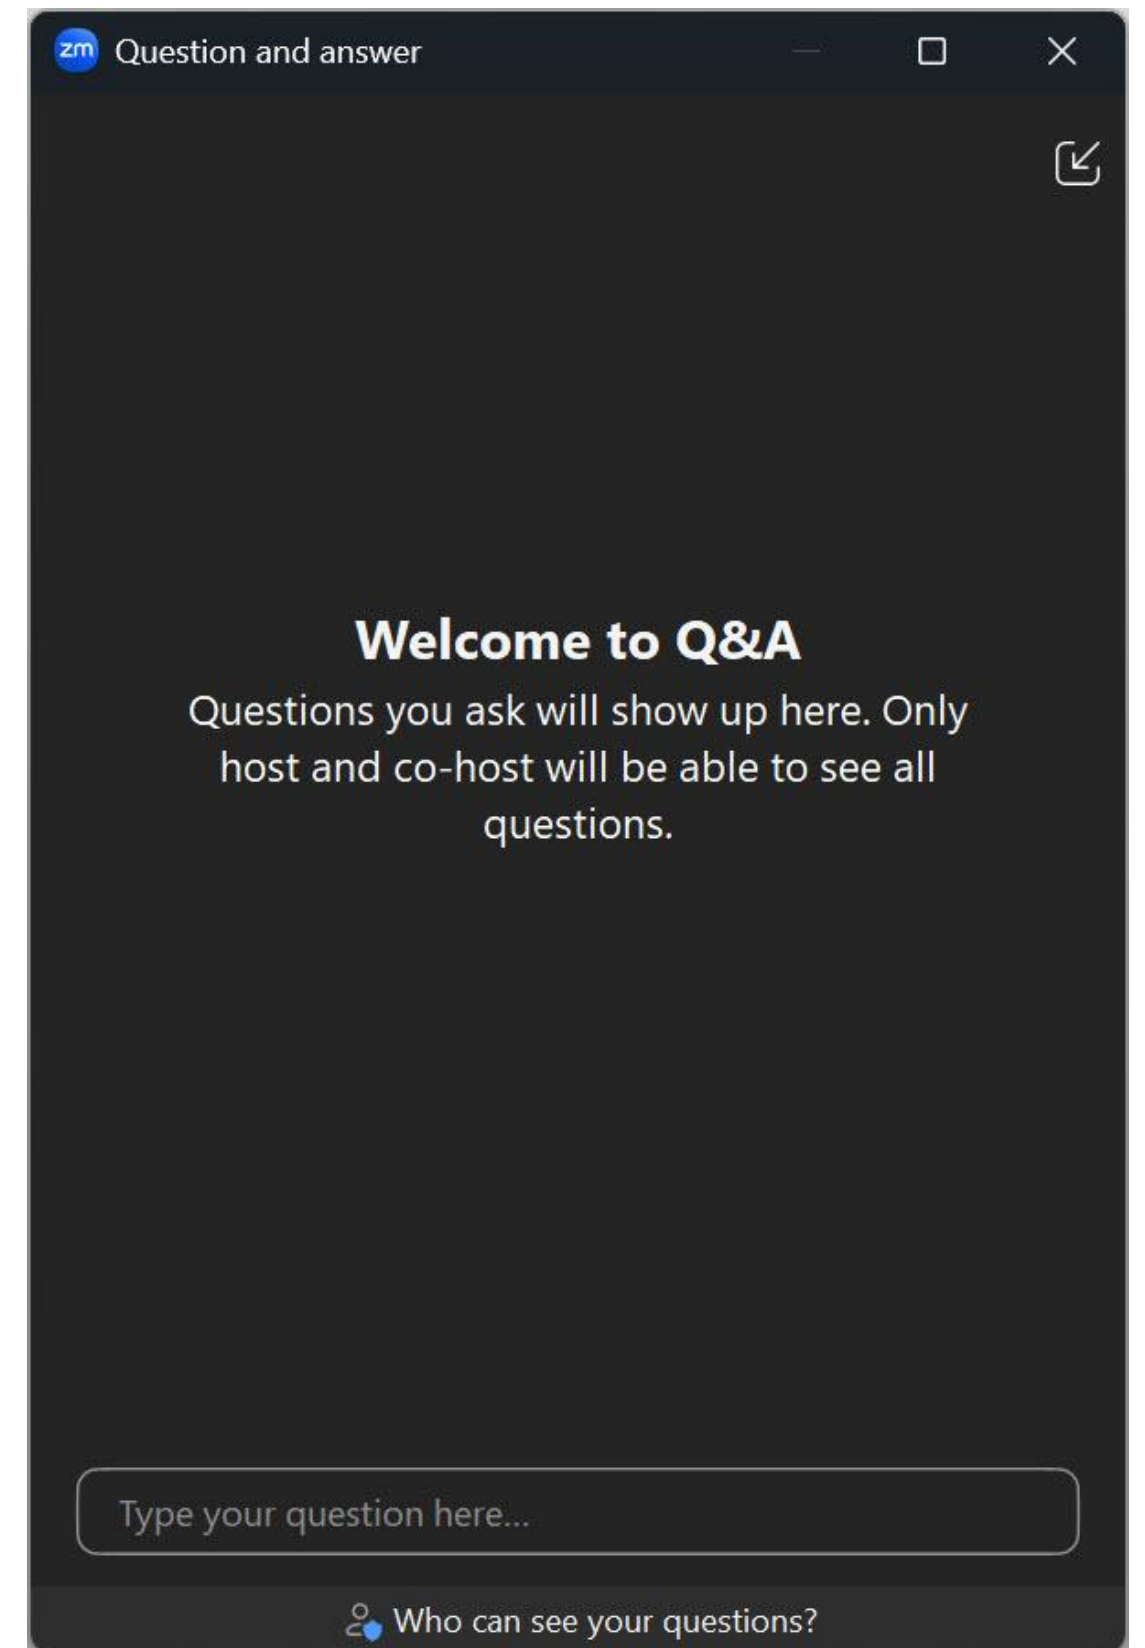 zm Question and answer
Welcome to Q&A
Questions you ask will show up here. Only
host and co-host will be able to see all
questions.
Type your question here...
Who can see your questions?